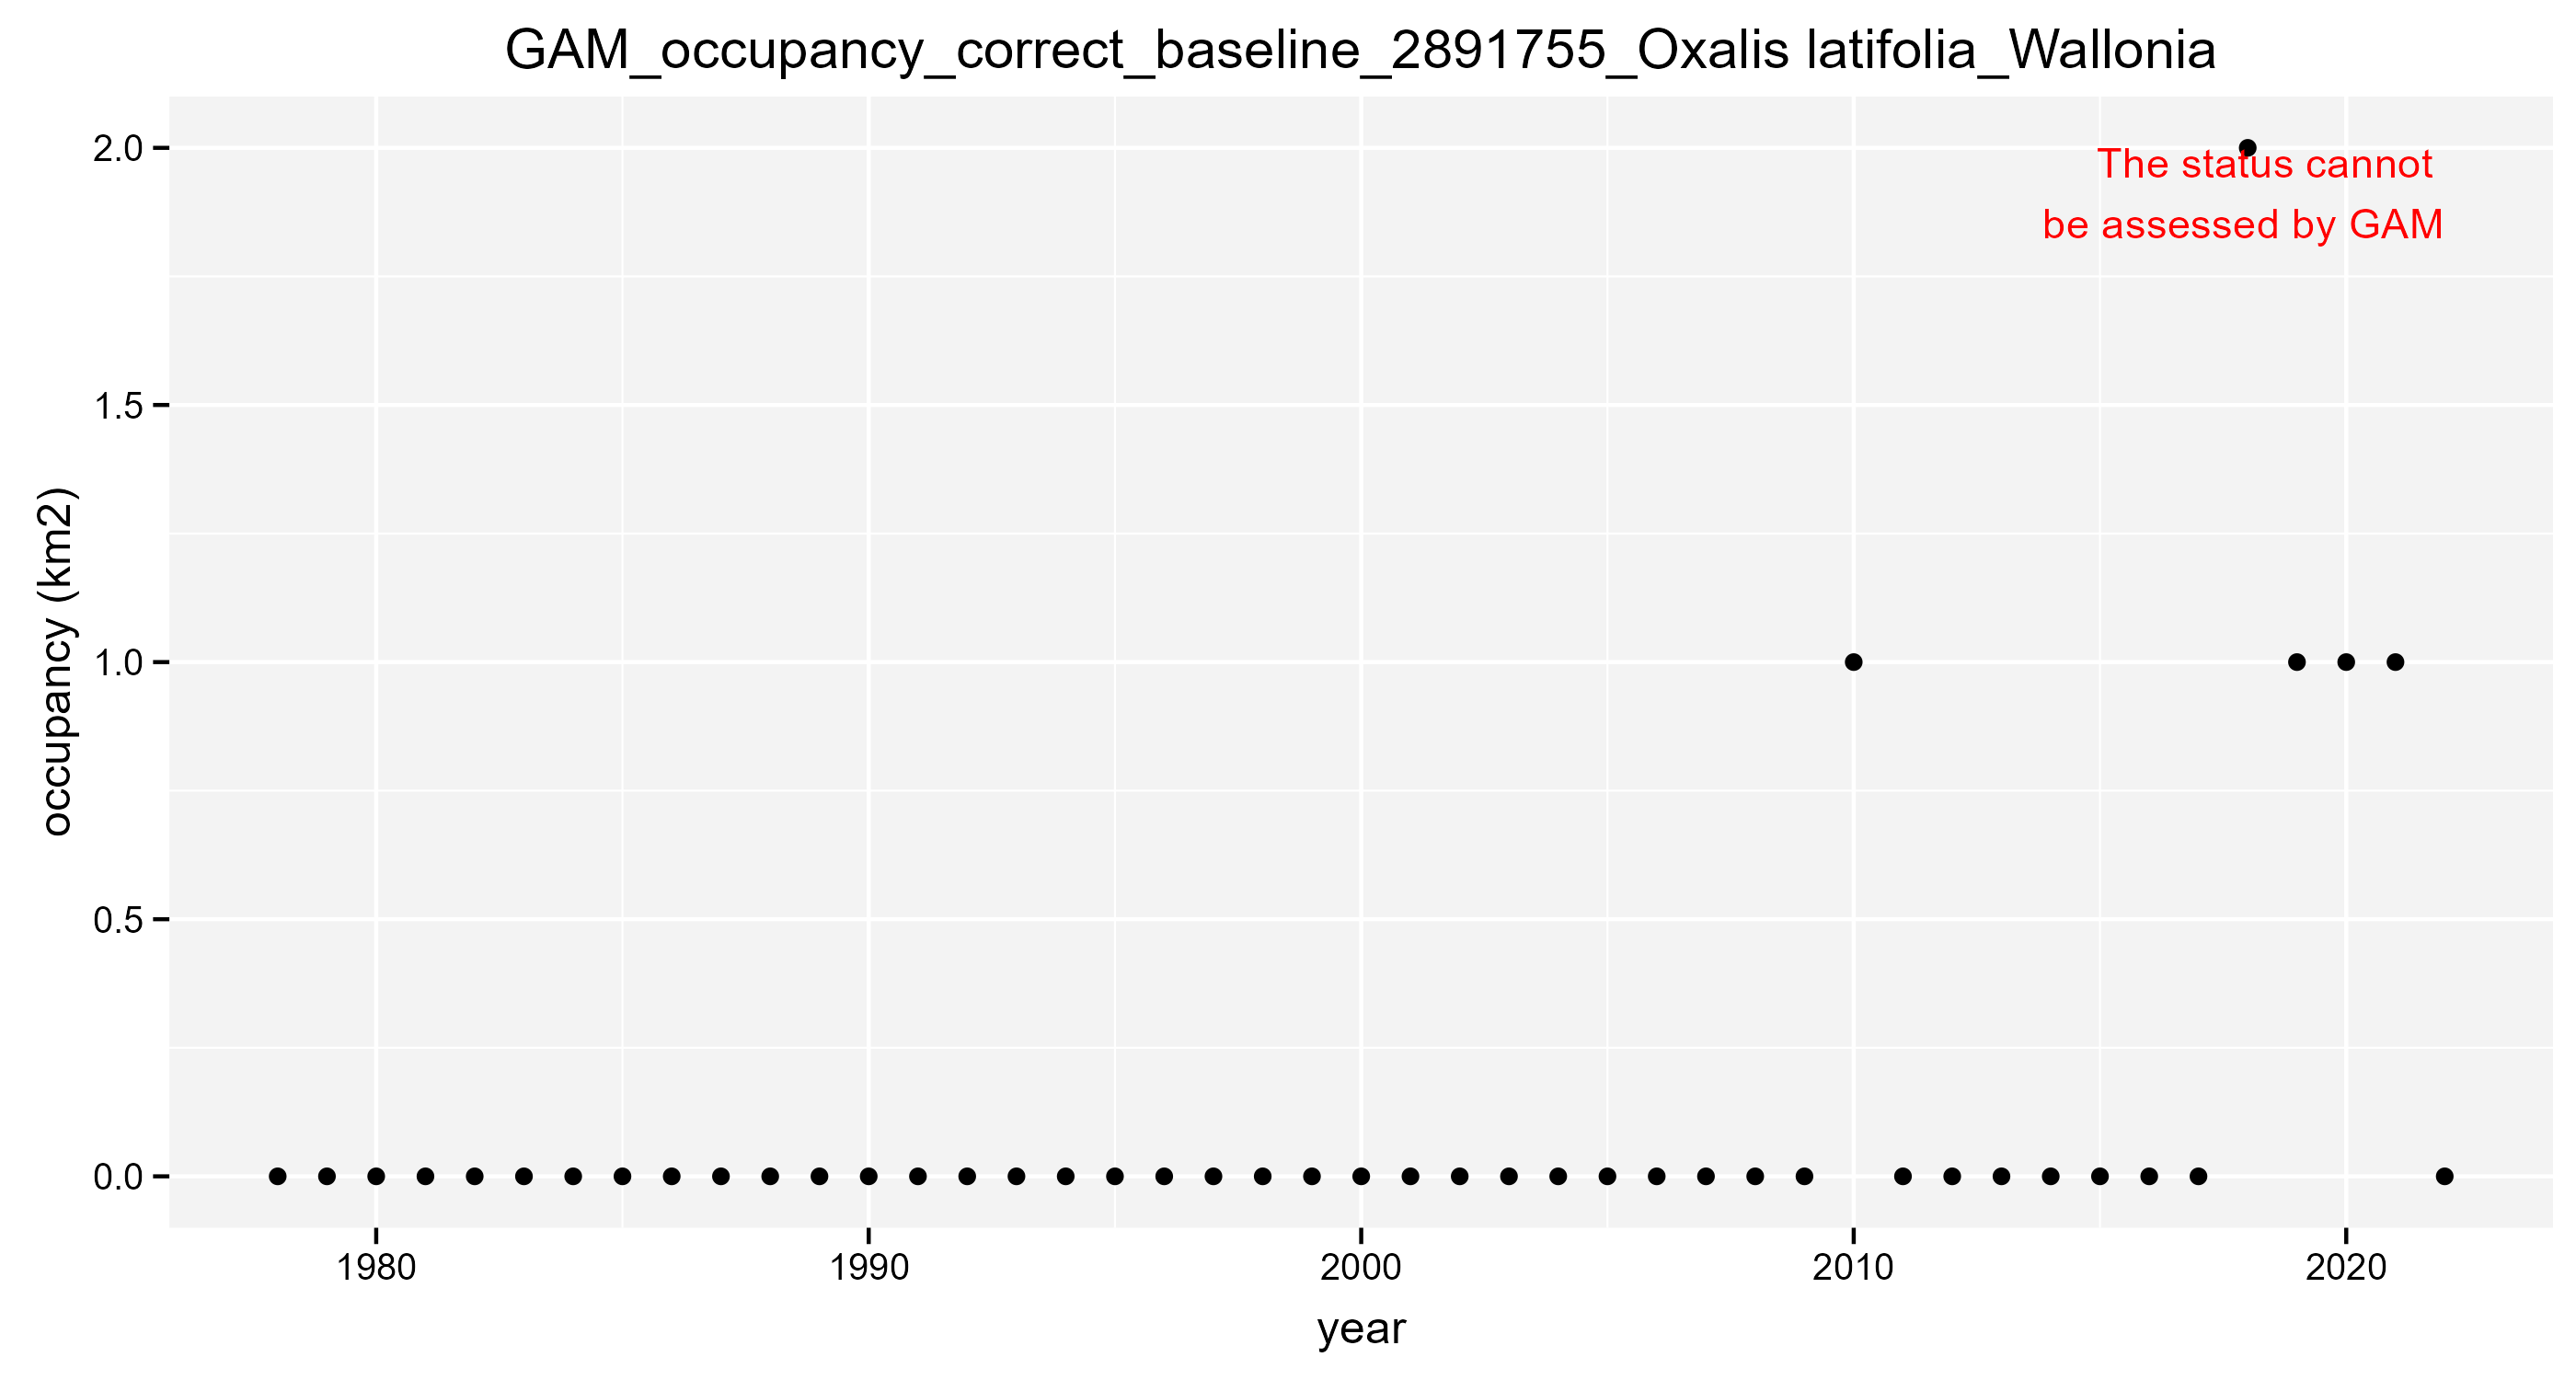 GAM_occupancy_correct_baseline_2891755_Oxalis latifolia_Wallonia
2.0
The status cannot
be assessed by GAM
1.5
occupancy (km2)
1.0
0.5
0.0
1980
1990
2000
2010
2020
year